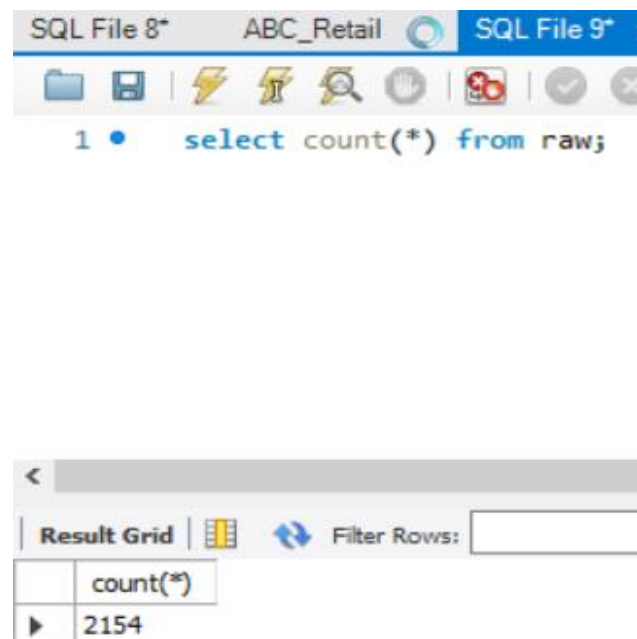 SQL File 8* ABC_Retail SQL File 9*
1 select count(*) from raw;
Result Grid Filter Rows:
count(*)
2154